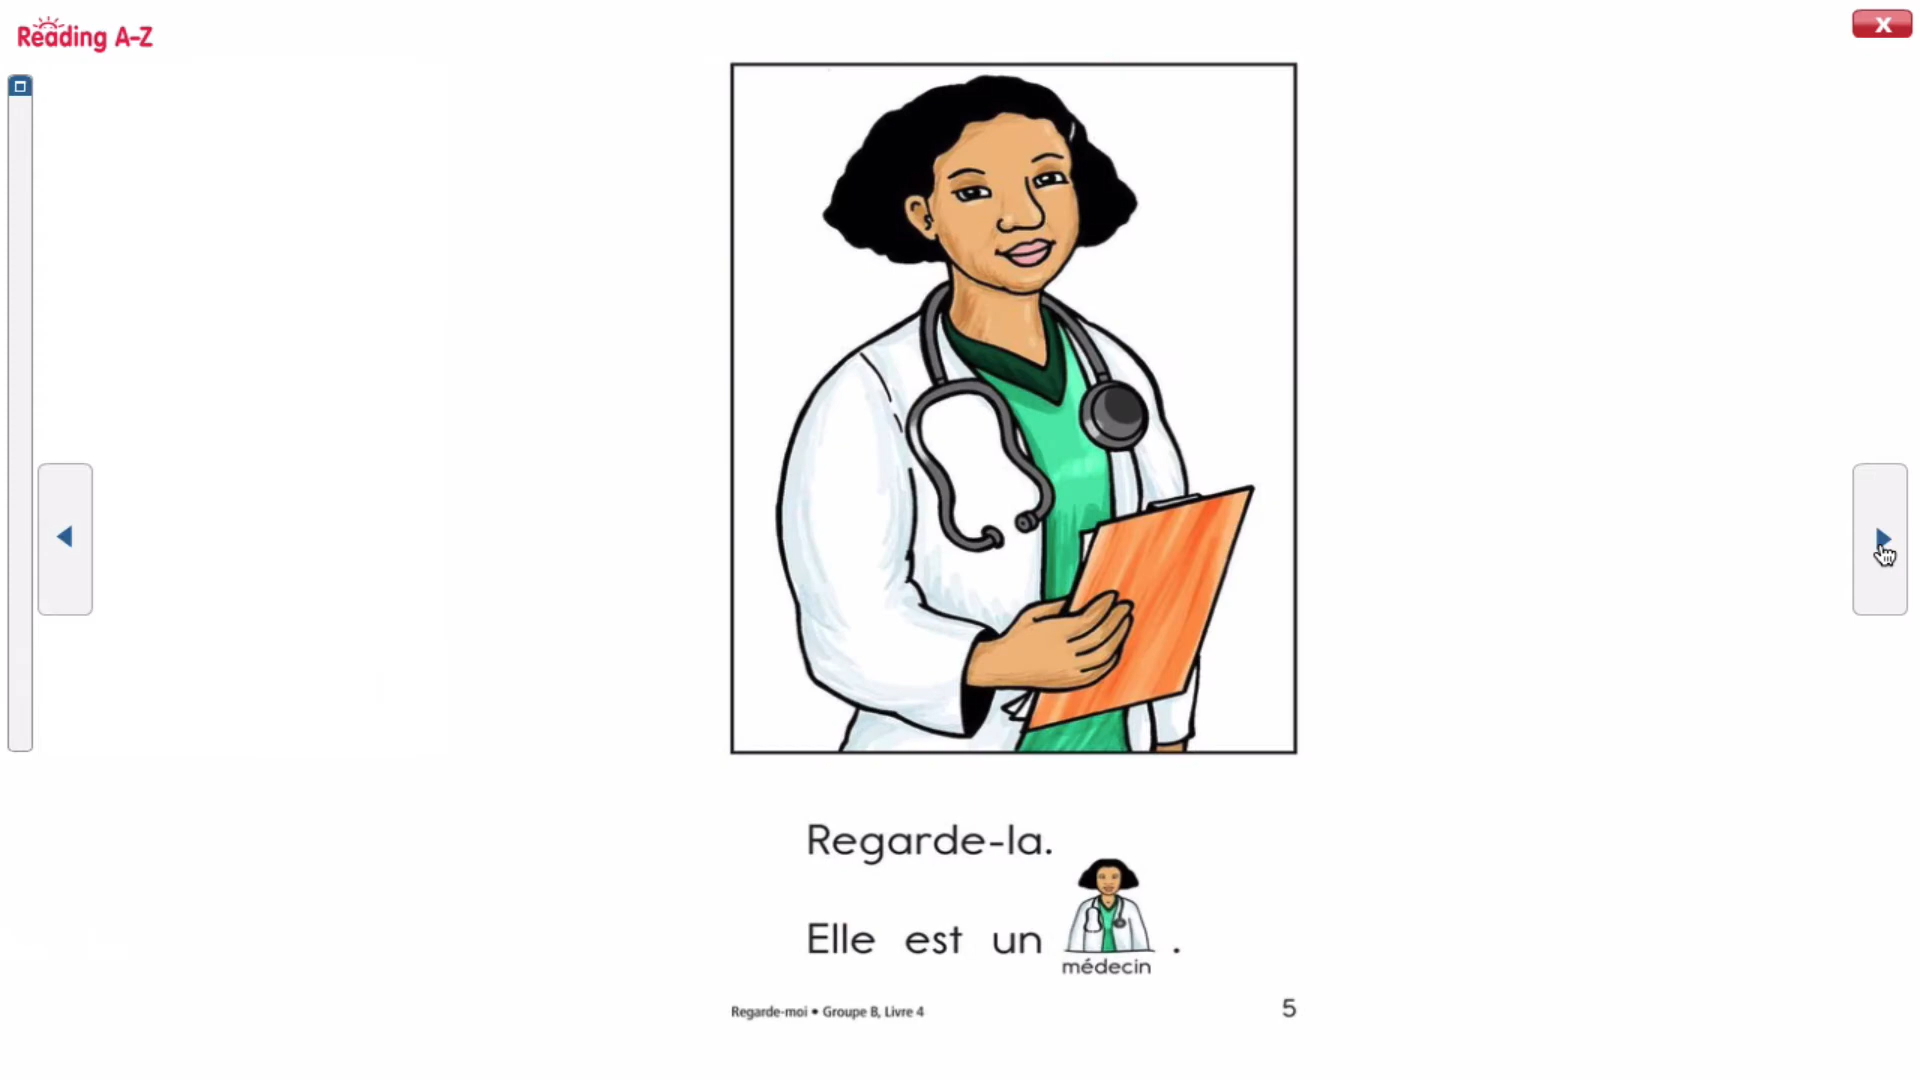 Reading A-Z
X
Regarde-la.
Elle est un médecin.
Regarde-moi • Groupe B, Livre 4
5